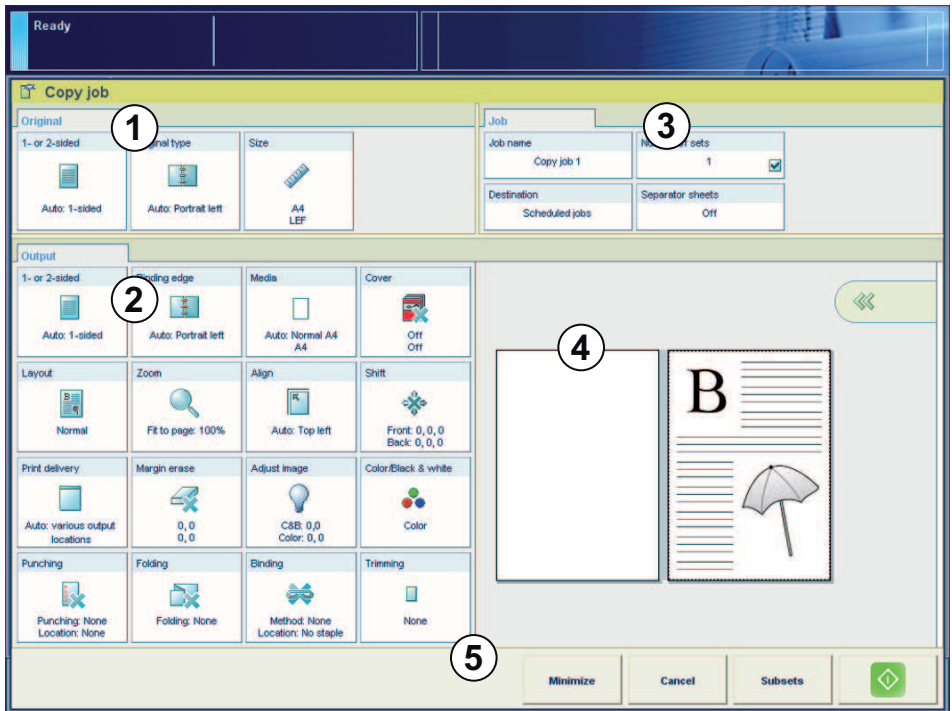 Ready
Copy job
Original
1
1- or 2-sided
Auto: 1-sided
type
Auto: Portrait left
Size
A4
LEF
Job
3
Job name
Copy job 1
sets
1
Destination
Scheduled jobs
Separator sheets
Off
Output
2
1- or 2-sided
Auto: 1-sided
edge
Auto: Portrait left
Media
Auto: Normal A4
A4
Cover
Off
Off
Layout
B
Normal
Zoom
Fit to page: 100%
Align
Auto: Top left
Shift
Front: 0, 0, 0
Back: 0, 0, 0
Print delivery
Auto: various output
locations
Margin erase
0, 0
0, 0
Adjust image
C&B: 0,0
Color: 0, 0
Color/Black & white
Color
Punching
Punching: None
Location: None
Folding
Folding: None
Binding
Method: None
Location: No staple
Trimming
None
4
B
5
Minimize
Cancel
Subsets